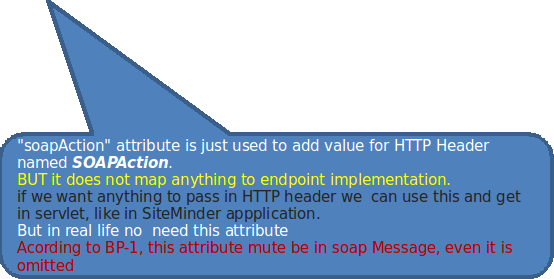 "soapAction" attribute is just used to add value for HTTP Header
named SOAPAction.
BUT it does not map anything to endpoint implementation.
if we want anything to pass in HTTP header we  can use this and get
in servlet, like in SiteMinder appplication.
But in real life no  need this attribute
Acording to BP-1, this attribute mute be in soap Message, even it is
omitted